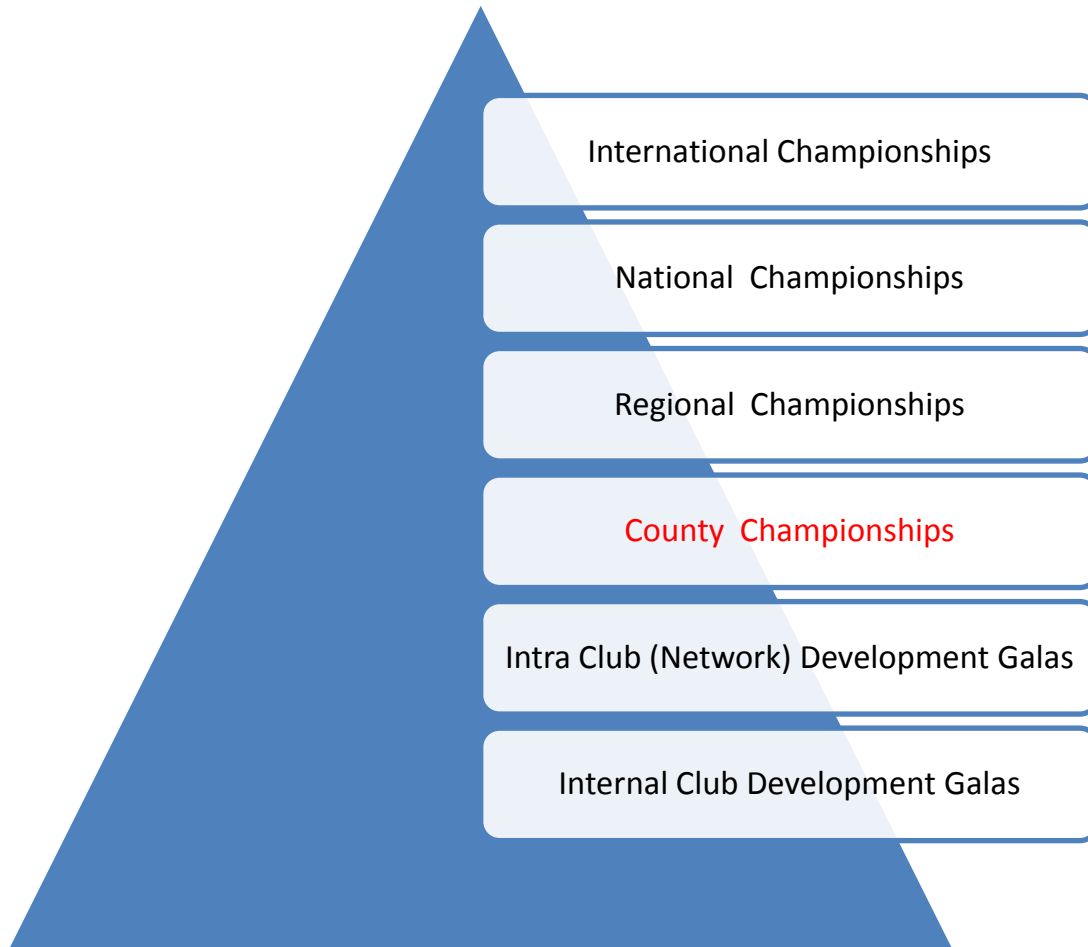 International Championships
National  Championships
Regional  Championships
County  Championships
Intra Club (Network) Development Galas
Internal Club Development Galas